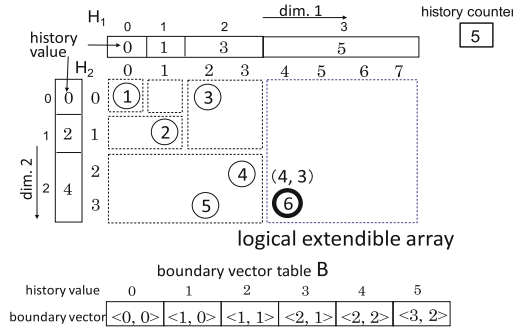 H1 0 1 2 dim. 1 3 history counter
history value 0 1 3 5 5
H2 0 1 2 3 4 5 6 7
0 0 0 1 3
1 2 1 2
dim. 2 2 4 2 4 (4, 3)
3 5 6
logical extendible array
boundary vector table B
history value 0 1 2 3 4 5
boundary vector <0, 0> <1, 0> <1, 1> <2, 1> <2, 2> <3, 2>